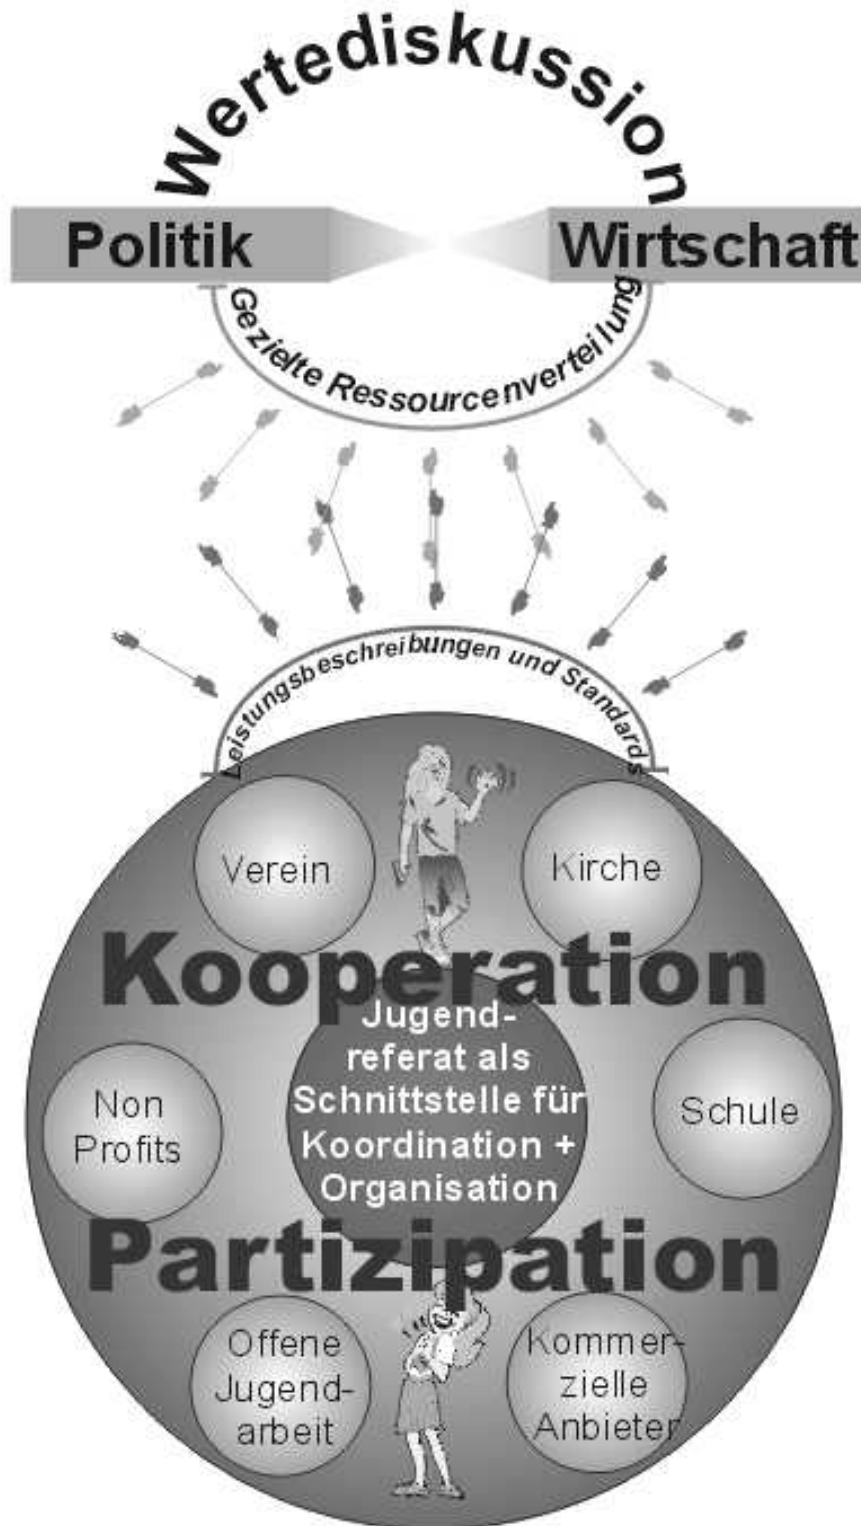 Wertediskussion
Politik
Wirtschaft
Gezielte Ressourcenverteilung
Leistungsbeschreibungen und Standards
Verein
Kirche
Kooperation
Jugend-
referat als
Schnittstelle für
Koordination +
Organisation
Non
Profits
Schule
Partizipation
Offene
Jugend-
arbeit
Kommer-
zielle
Anbieter